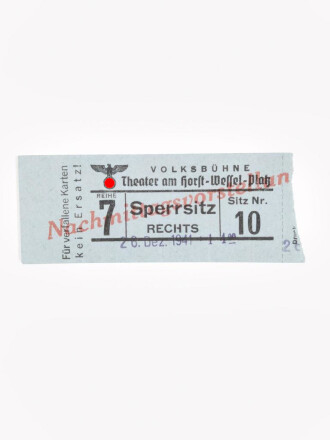 Für verfallene Karten
kein Ersatz!
VOLKSBÜHNE
Theater am Horst-Wessel-Platz
Nachmittagsvorstellun
REIHE
7
Sperrsitz
RECHTS
Sitz Nr.
10
26. Dez. 1941